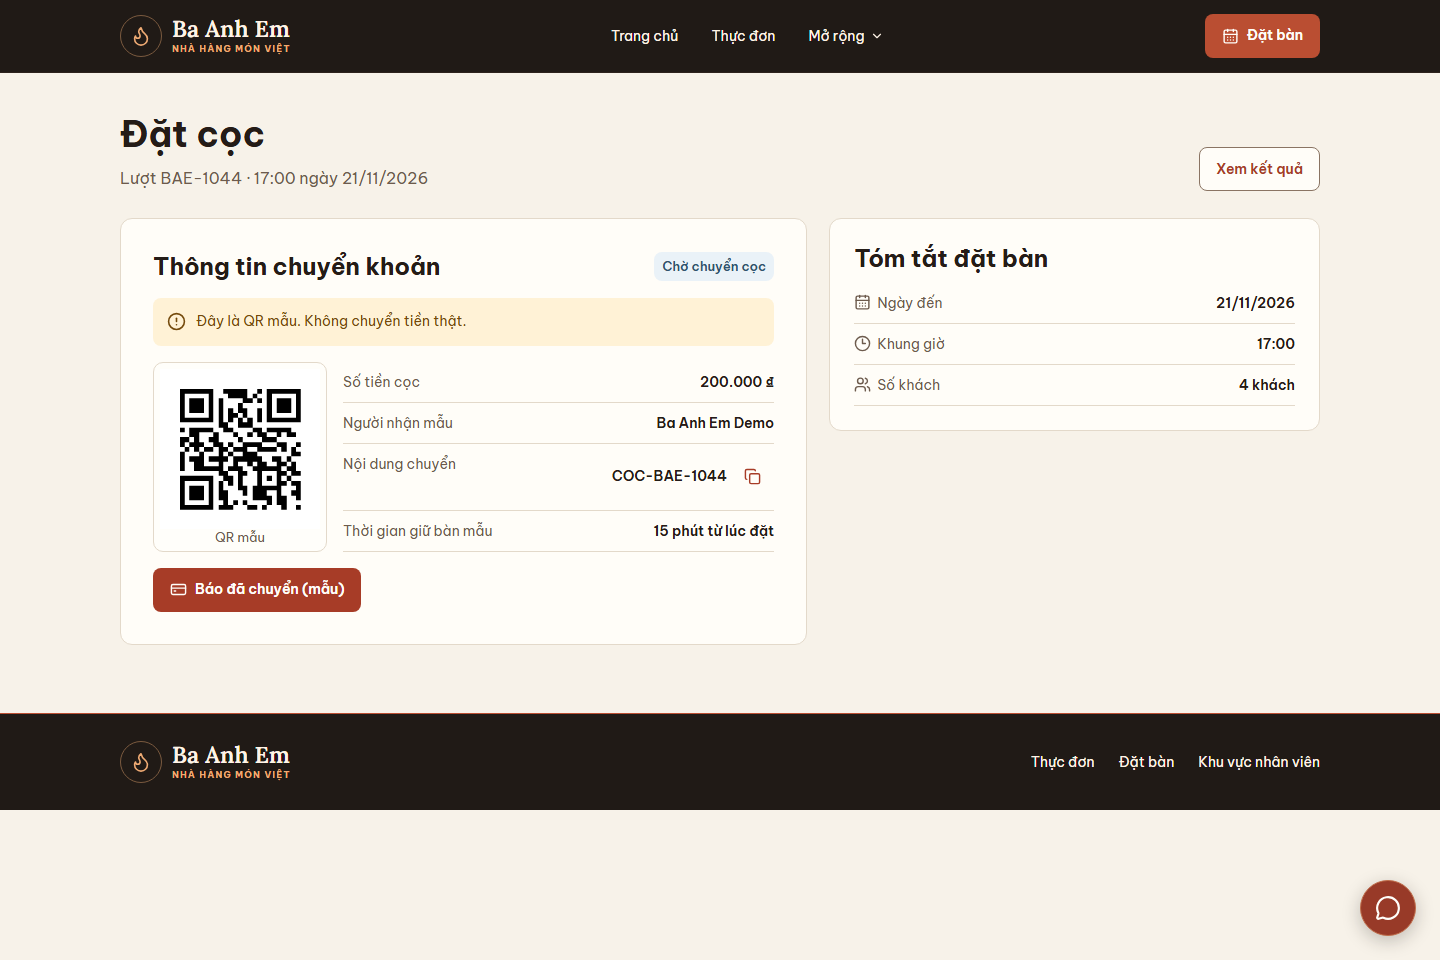 Ba Anh Em
NHÀ HÀNG MÓN VIỆT
Trang chủ
Thực đơn
Mở rộng
Đặt bàn
Đặt cọc
Lượt BAE-1044 · 17:00 ngày 21/11/2026
Xem kết quả
Thông tin chuyển khoản
Chờ chuyển cọc
Đây là QR mẫu. Không chuyển tiền thật.
QR mẫu
Số tiền cọc
200.000 ₫
Người nhận mẫu
Ba Anh Em Demo
Nội dung chuyển
COC-BAE-1044
Thời gian giữ bàn mẫu
15 phút từ lúc đặt
Báo đã chuyển (mẫu)
Tóm tắt đặt bàn
Ngày đến
21/11/2026
Khung giờ
17:00
Số khách
4 khách
Ba Anh Em
NHÀ HÀNG MÓN VIỆT
Thực đơn
Đặt bàn
Khu vực nhân viên